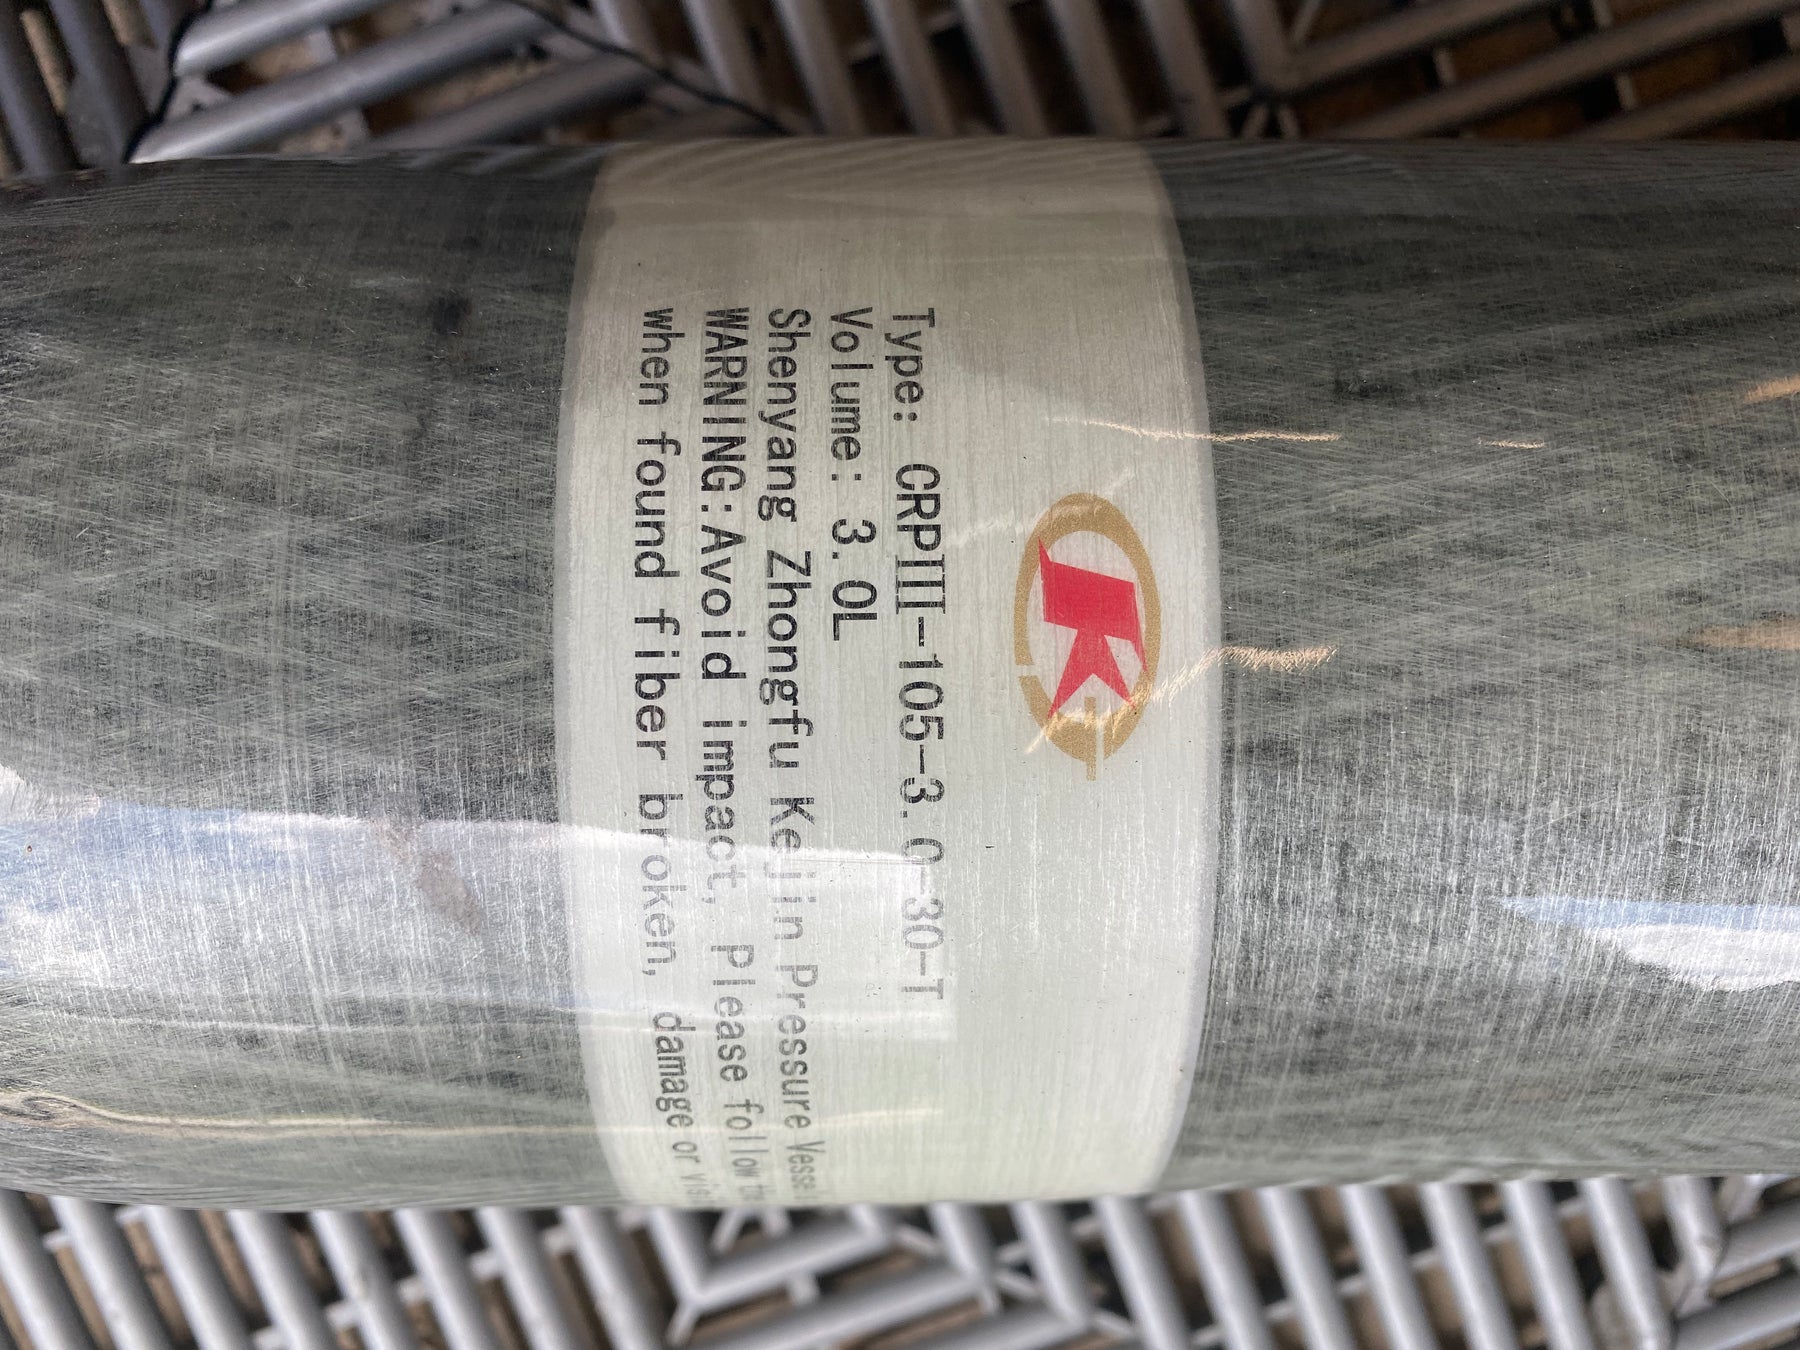 Type: CRPIII-105-3.0-30-T
Volume: 3.0L
Shenyang Zhongfu Kejin Pressure
WARNING:Avoid impact, Please follow
when found fiber broken, damage or